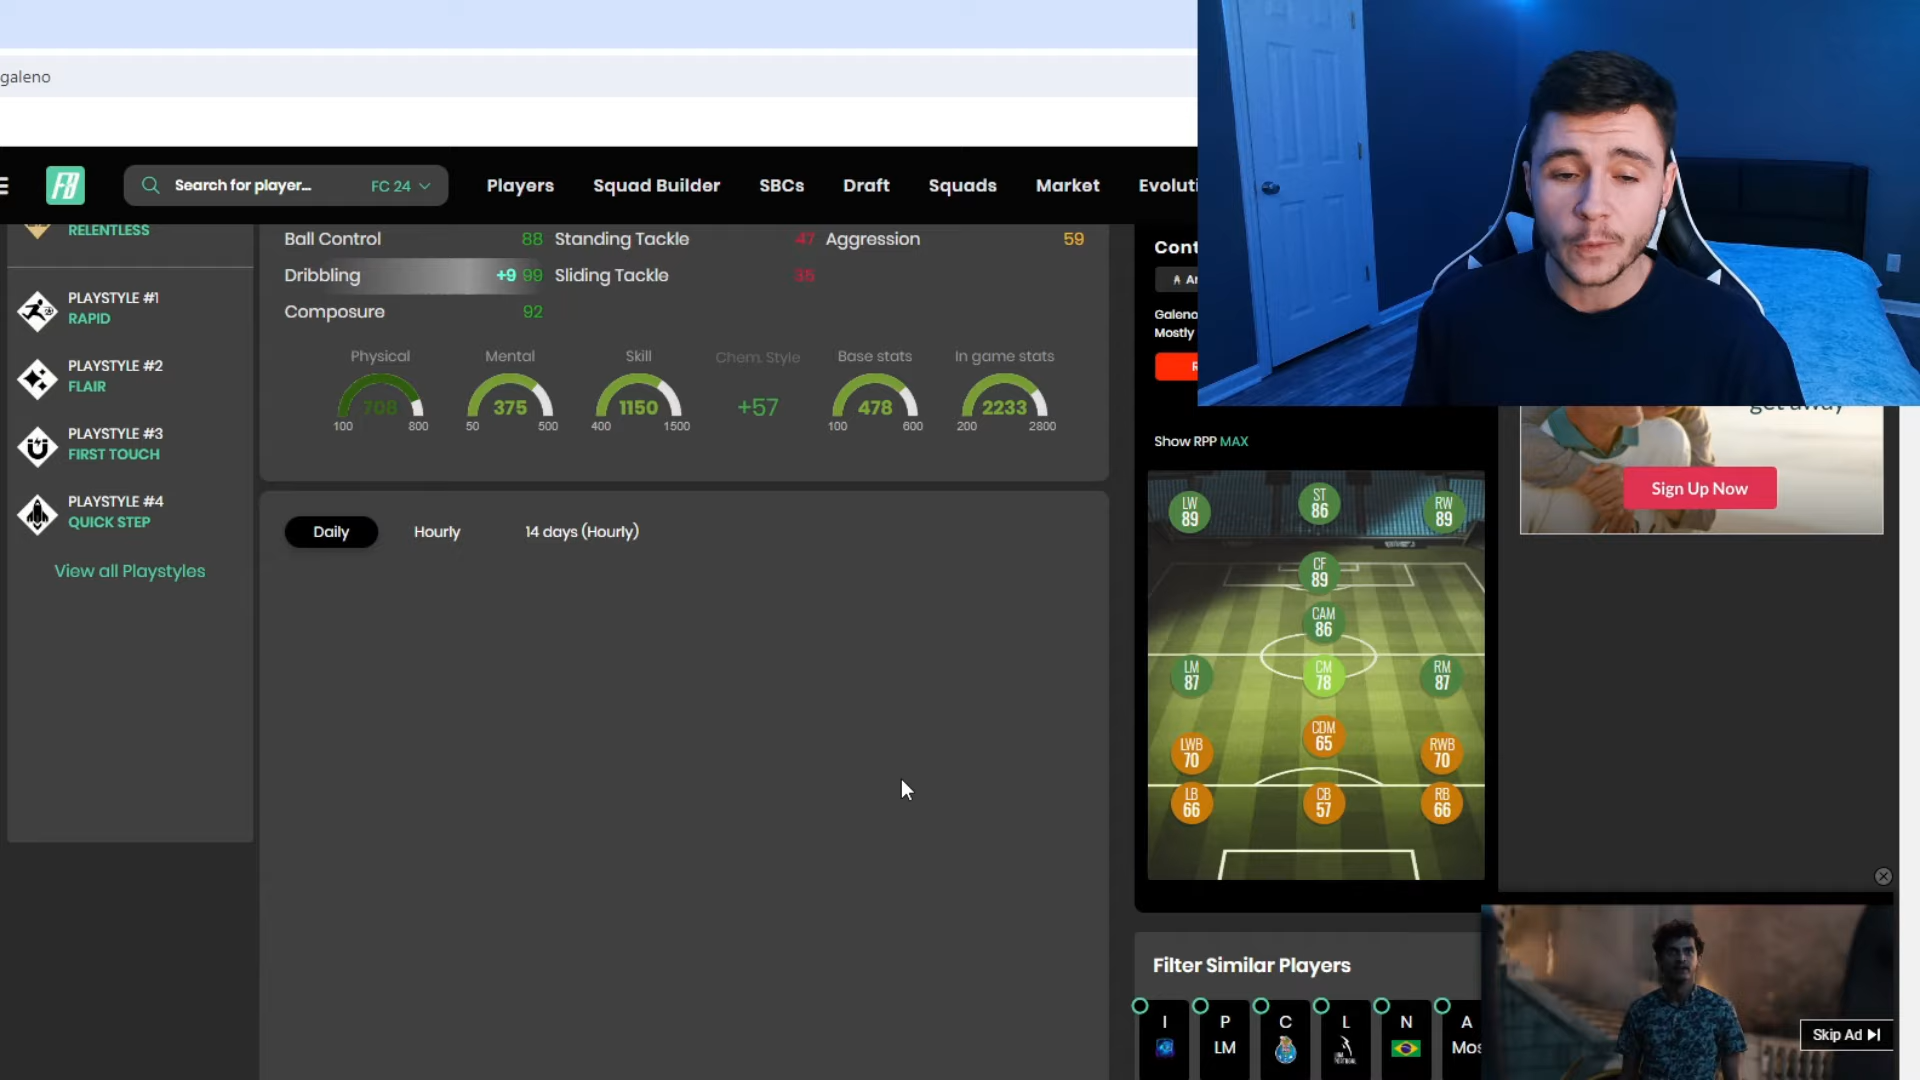 galeno
Search for player...
FC 24
Players
Squad Builder
SBCs
Draft
Squads
Market
Evoluti
RELENTLESS
PLAYSTYLE #1
RAPID
PLAYSTYLE #2
FLAIR
PLAYSTYLE #3
FIRST TOUCH
PLAYSTYLE #4
QUICK STEP
View all Playstyles
Ball Control 88
Dribbling +9 99
Composure 92
Standing Tackle 47
Sliding Tackle
Aggression 59
Physical
708
100 800
Mental
375
50 500
Skill
1150
400 1500
Chem. Style
+57
Base stats
478
100 600
In game stats
2233
200 2800
Daily
Hourly
14 days (Hourly)
Cont
Galeno
Mostly
Show RPP MAX
LW
89
ST
86
RW
89
CF
89
CAM
86
LM
87
CM
78
RM
87
CDM
65
LWB
70
RWB
70
LB
66
CB
57
RB
66
Filter Similar Players
I
P
LM
C
L
N
A
Mos
get away
Sign Up Now
Skip Ad